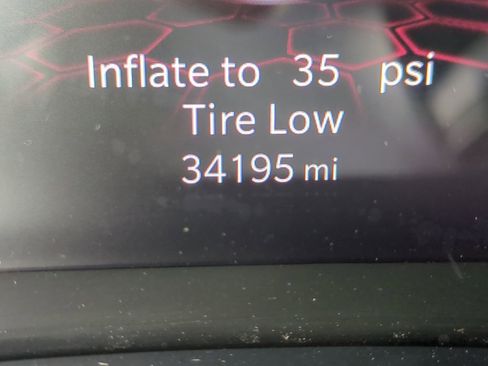 Inflate to 35 psi
Tire Low
34195 mi